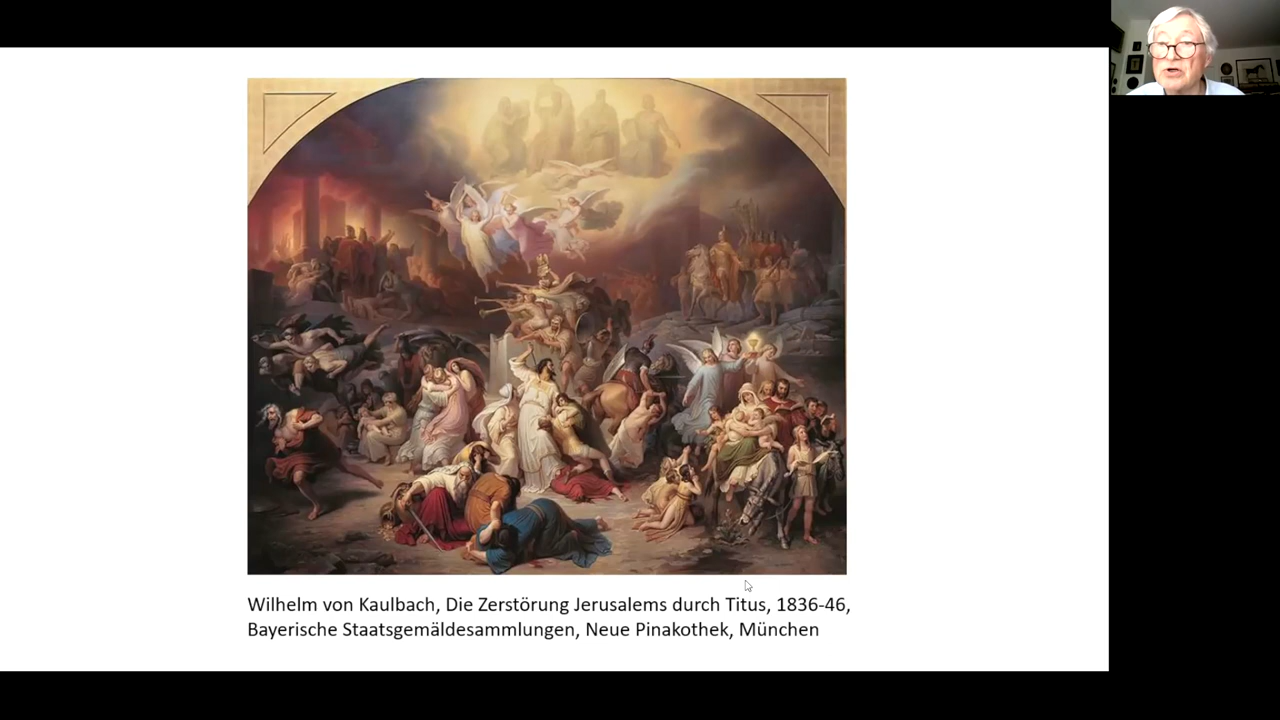 Wilhelm von Kaulbach, Die Zerstörung Jerusalems durch Titus, 1836-46,
Bayerische Staatsgemäldesammlungen, Neue Pinakothek, München